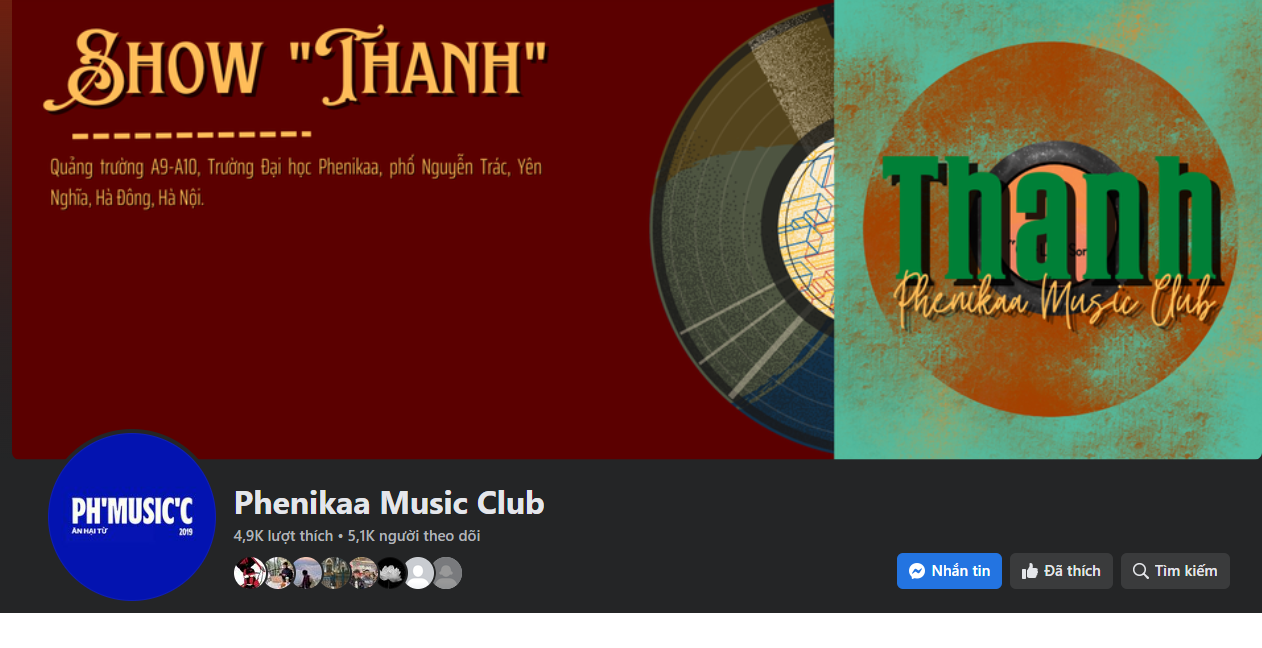 SHOW "THANH"
Quảng trường A9-A10, Trường Đại học Phenikaa, phố Nguyễn Trác, Yên
Nghĩa, Hà Đông, Hà Nội.
Thanh
Phenikaa Music Club
PH'MUSIC'C
ĂN HẠI TỪ 2019
Phenikaa Music Club
4,9K lượt thích • 5,1K người theo dõi
Nhắn tin
Đã thích
Tìm kiếm